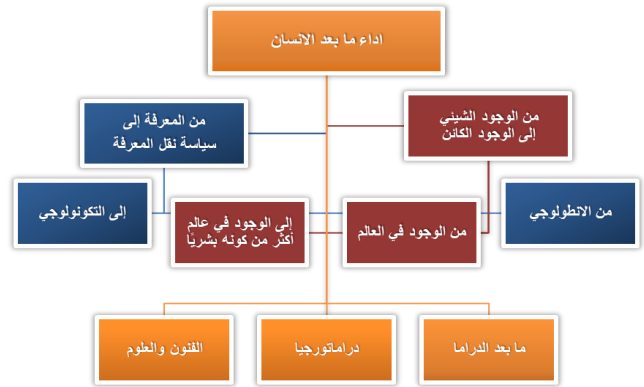 اداء ما بعد الانسان
من الوجود الشيئي
إلى الوجود الكائن
من المعرفة إلى
سياسة نقل المعرفة
من الانطولوجي
من الوجود في العالم
إلى الوجود في عالم
أكثر من كونه بشريًا
إلى التكونولوجي
ما بعد الدراما
دراماتورجيا
الفنون والعلوم